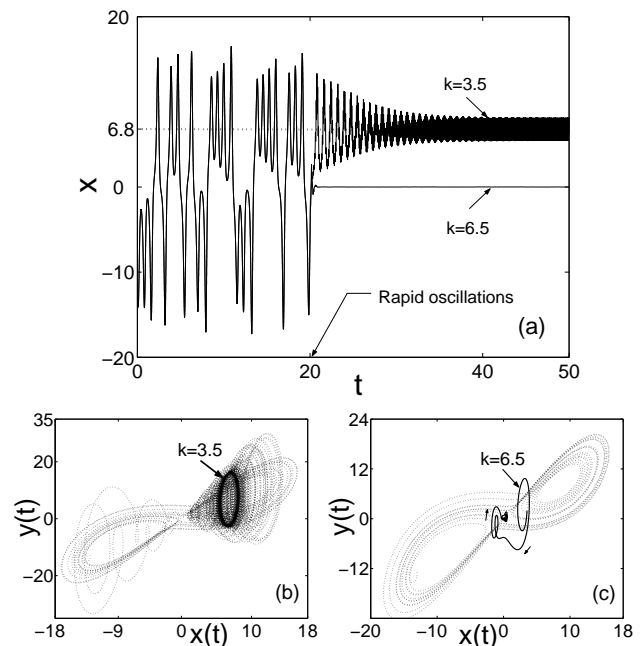 20
k=3.5
6.8
x
0
k=6.5
−10
Rapid oscillations
(a)
−20
0
10
20
30
40
50
t
35
k=3.5
20
y(t)
0
−20
(b)
−18
−9
0
10
18
x(t)
24
k=6.5
12
y(t)
0
−12
(c)
−20
−10
0
10
18
x(t)